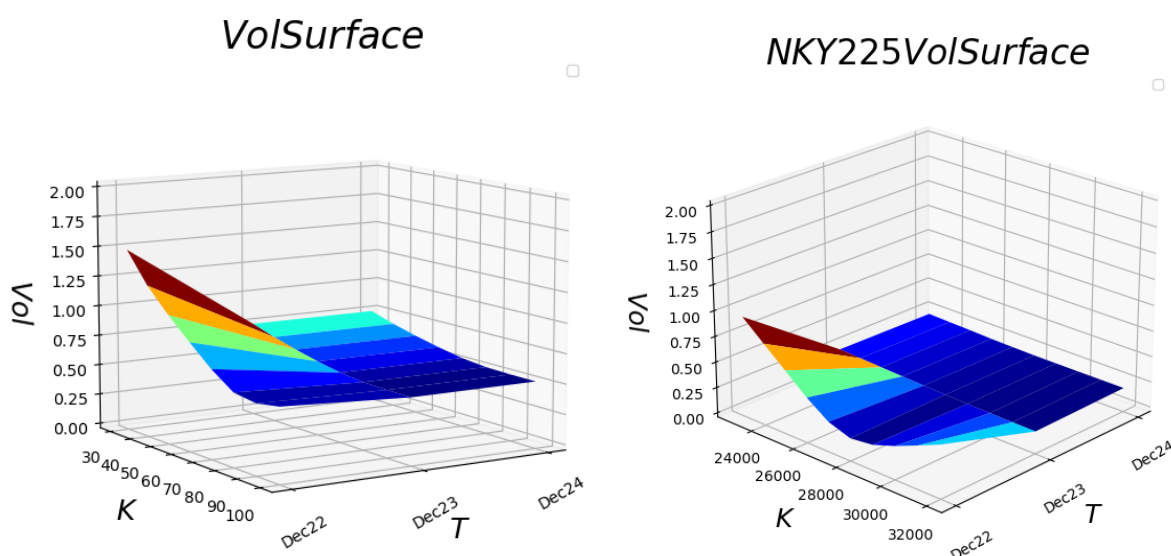 VolSurface
2.00
1.75
1.50
1.25
1.00
0.75
0.50
0.25
0.00
Vol
30
40
50
60
70
80
90
100
K
Dec22
Dec23
Dec24
T
NKY225VolSurface
2.00
1.75
1.50
1.25
1.00
0.75
0.50
0.25
0.00
Vol
24000
26000
28000
30000
32000
K
Dec22
Dec23
Dec24
T